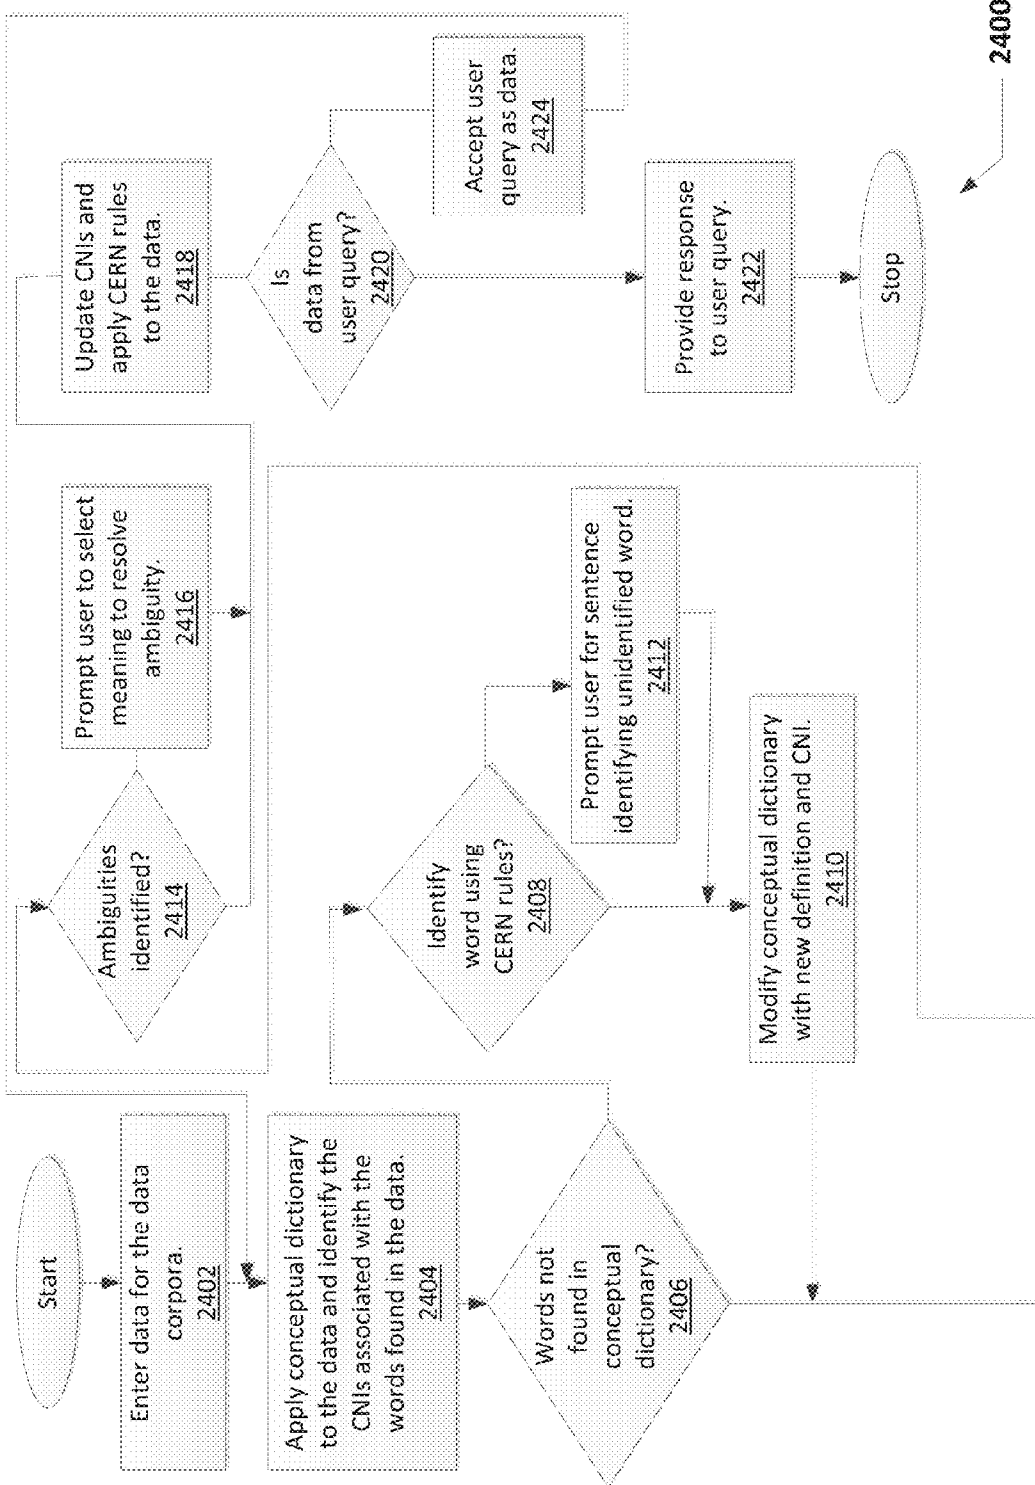 Start
Enter data for the data
corpora.
2402
Apply conceptual dictionary
to the data and identify the
CNIs associated with the
words found in the data.
2404
Words not
found in
conceptual
dictionary?
2406
Identify
word using
CERN rules?
2408
Prompt user for sentence
identifying unidentified word.
2412
Modify conceptual dictionary
with new definition and CNI.
2410
Ambiguities
identified?
2414
Prompt user to select
meaning to resolve
ambiguity.
2416
Update CNIs and
apply CERN rules
to the data.
2418
Is
data from
user query?
2420
Accept user
query as data.
2424
Provide response
to user query.
2422
Stop
2400